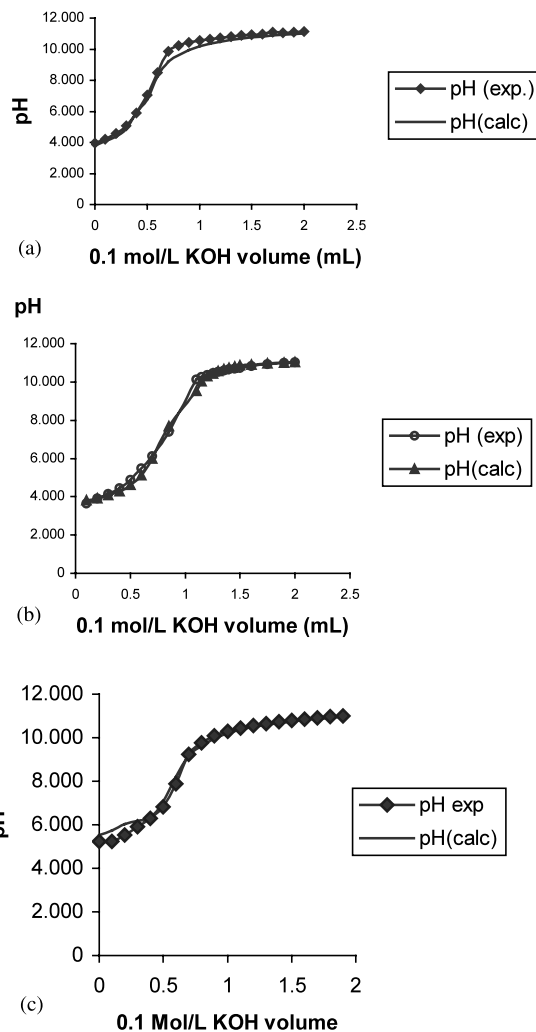 12.000
10.000
8.000
6.000
4.000
2.000
0
pH
0 0.5 1 1.5 2 2.5
pH (exp.)
pH(calc)
(a)
0.1 mol/L KOH volume (mL)
pH
12.000
10.000
8.000
6.000
4.000
2.000
0
0 0.5 1 1.5 2 2.5
pH (exp)
pH(calc)
(b)
0.1 mol/L KOH volume (mL)
12.000
10.000
8.000
6.000
4.000
2.000
0
pH
0 0.5 1 1.5 2
pH exp
pH(calc)
(c)
0.1 Mol/L KOH volume